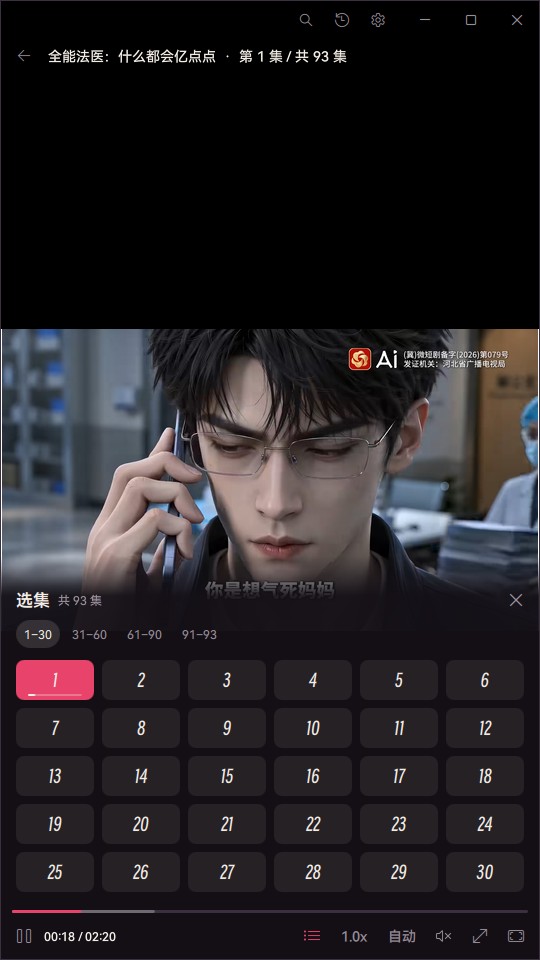 全能法医：什么都会亿点点 · 第 1 集 / 共 93 集
Ai (冀)微短剧备字(2026)第079号
发证机关：河北省广播电视局
你是想气死妈妈
选集 共 93 集
1-30 31-60 61-90 91-93
1 2 3 4 5 6
7 8 9 10 11 12
13 14 15 16 17 18
19 20 21 22 23 24
25 26 27 28 29 30
00:18 / 02:20 1.0x 自动